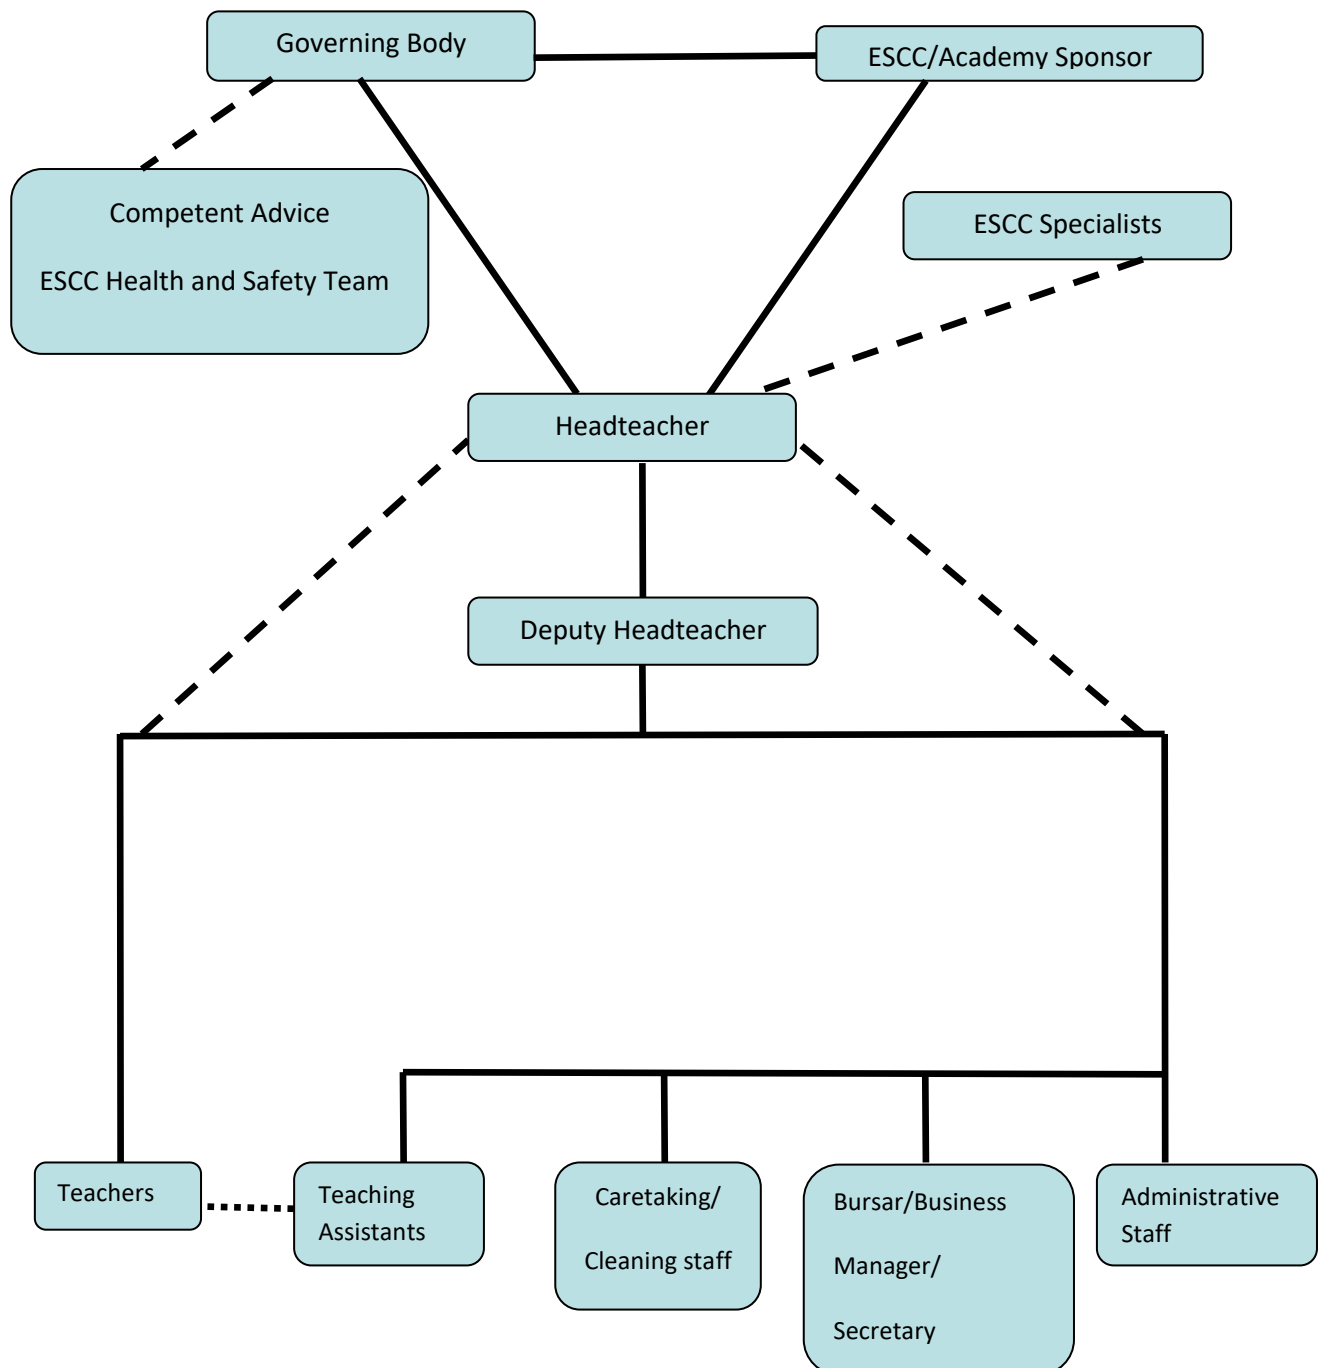 Governing Body
ESCC/Academy Sponsor
Competent Advice
ESCC Health and Safety Team
ESCC Specialists
Headteacher
Deputy Headteacher
Teachers
Teaching
Assistants
Caretaking/
Cleaning staff
Bursar/Business
Manager/
Secretary
Administrative
Staff